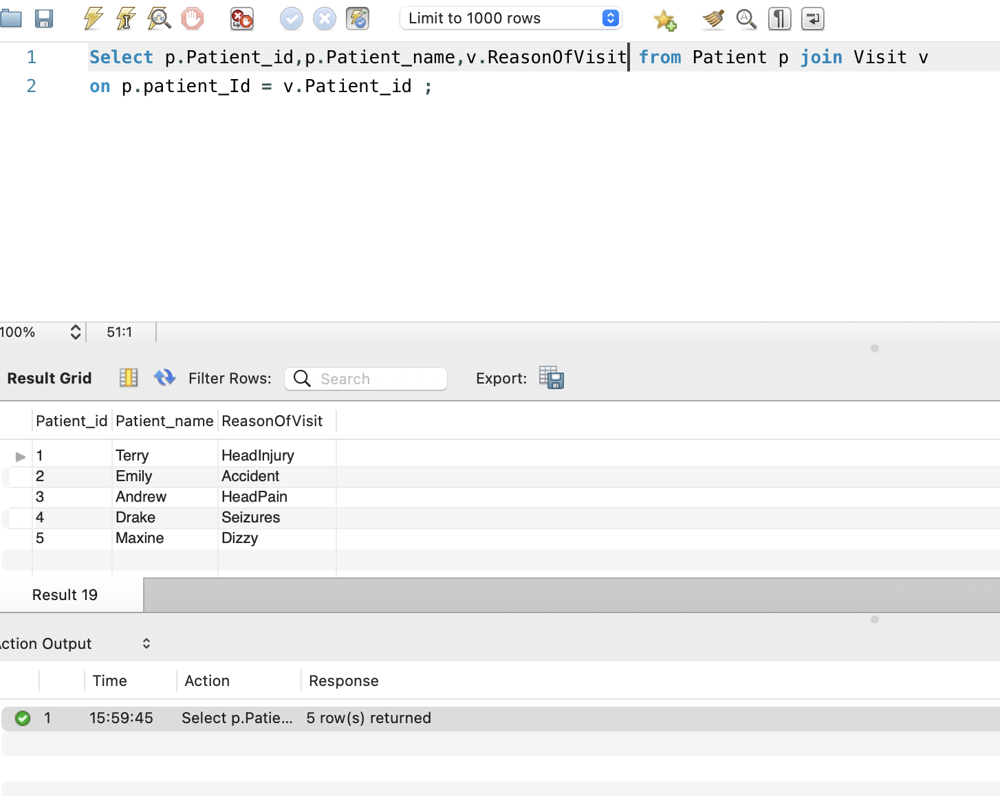 Limit to 1000 rows
1 Select p.Patient_id,p.Patient_name,v.ReasonOfVisit from Patient p join Visit v
2 on p.patient_Id = v.Patient_id ;
100% 51:1
Result Grid Filter Rows: Search Export:
Patient_id Patient_name ReasonOfVisit
1 Terry HeadInjury
2 Emily Accident
3 Andrew HeadPain
4 Drake Seizures
5 Maxine Dizzy
Result 19
ction Output
Time Action Response
1 15:59:45 Select p.Patie... 5 row(s) returned